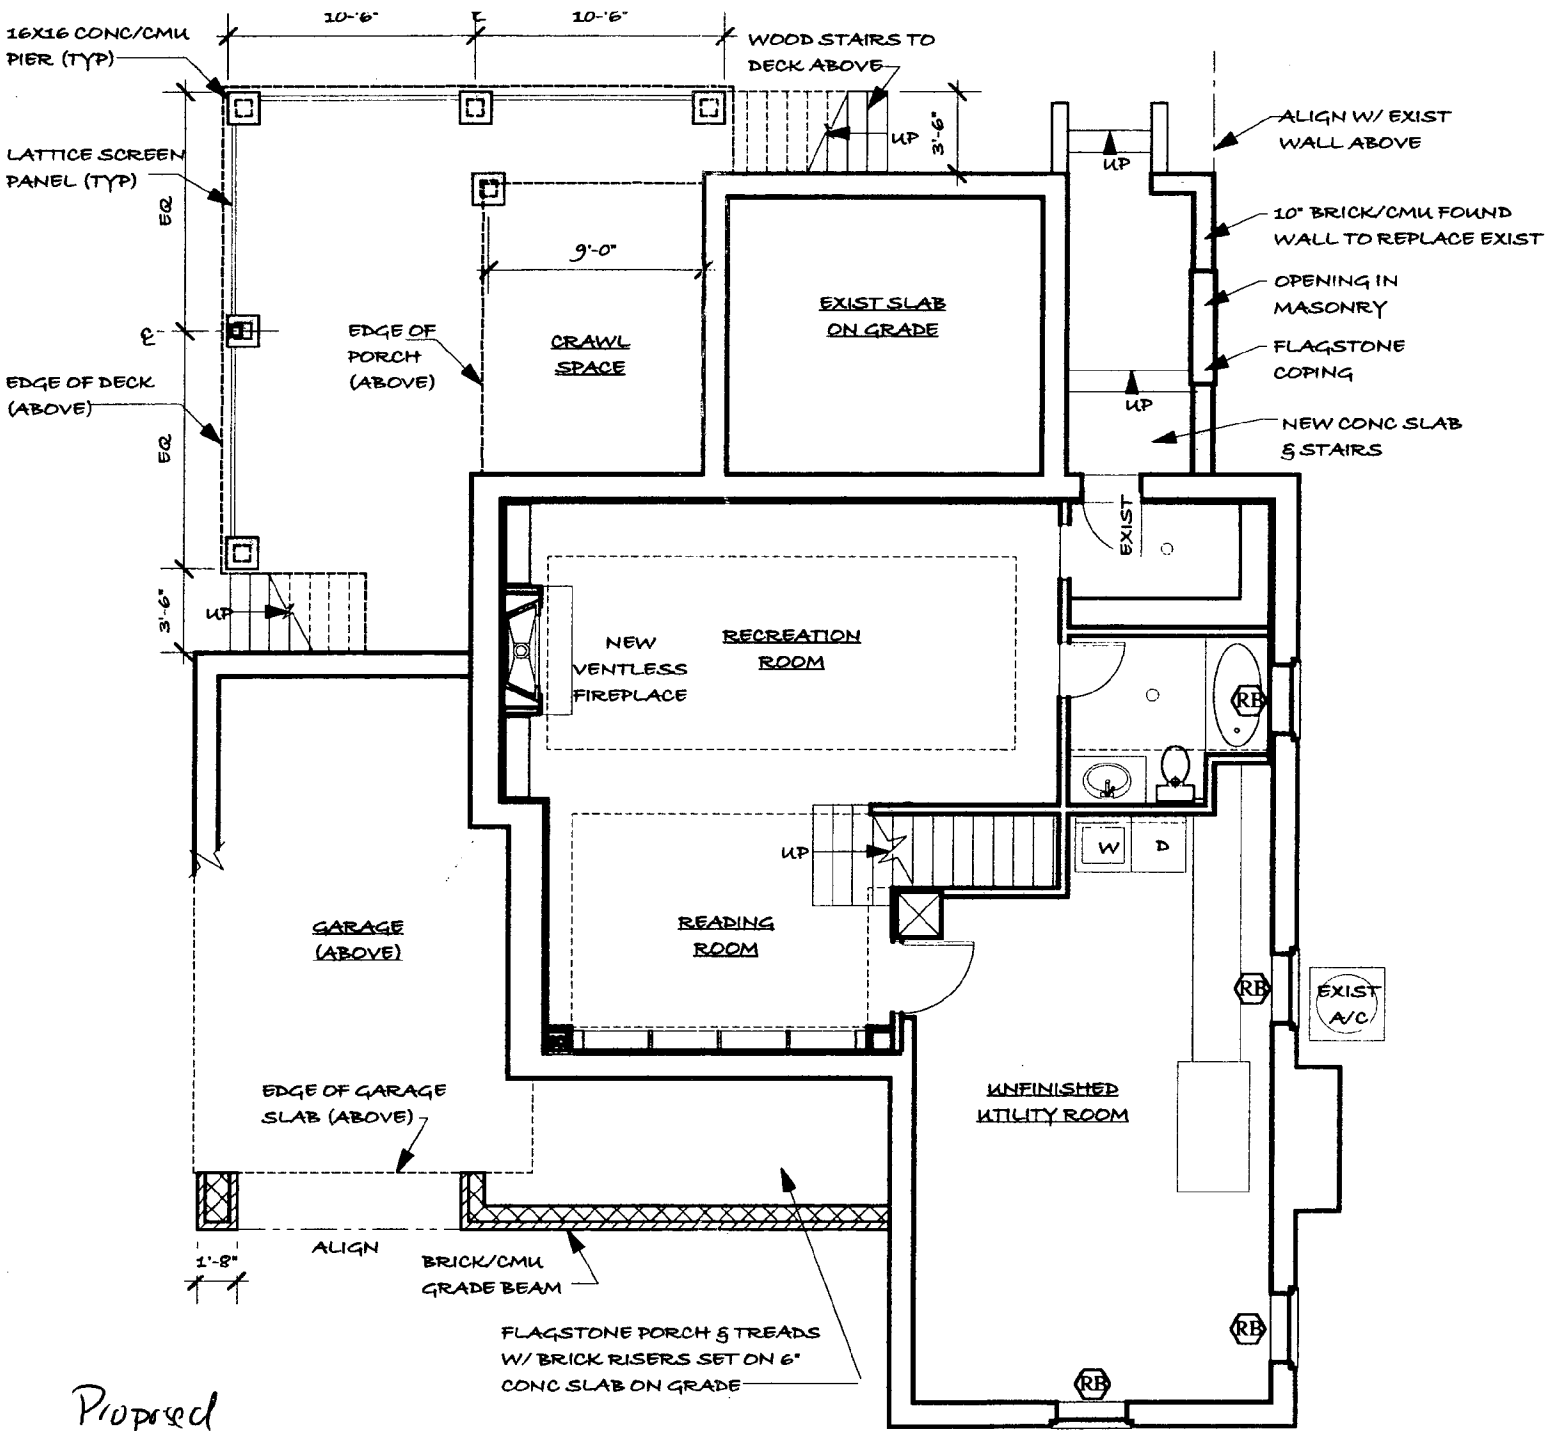 10'-6"
℄
10'-6"
16X16 CONC/CMU
PIER (TYP)
WOOD STAIRS TO
DECK ABOVE
UP
3'-6"
UP
ALIGN W/ EXIST
WALL ABOVE
LATTICE SCREEN
PANEL (TYP)
EQ
10" BRICK/CMU FOUND
WALL TO REPLACE EXIST
9'-0"
OPENING IN
MASONRY
EXIST SLAB
ON GRADE
℄
EDGE OF
PORCH
(ABOVE)
CRAWL
SPACE
FLAGSTONE
COPING
EDGE OF DECK
(ABOVE)
UP
EQ
NEW CONC SLAB
& STAIRS
EXIST
3'-6"
UP
NEW
VENTLESS
FIREPLACE
RECREATION
ROOM
RB
UP
W
D
GARAGE
(ABOVE)
READING
ROOM
RB
EXIST
A/C
EDGE OF GARAGE
SLAB (ABOVE)
UNFINISHED
UTILITY ROOM
ALIGN
1'-8"
BRICK/CMU
GRADE BEAM
FLAGSTONE PORCH & TREADS
W/ BRICK RISERS SET ON 6"
CONC SLAB ON GRADE
RB
RB
Proposed